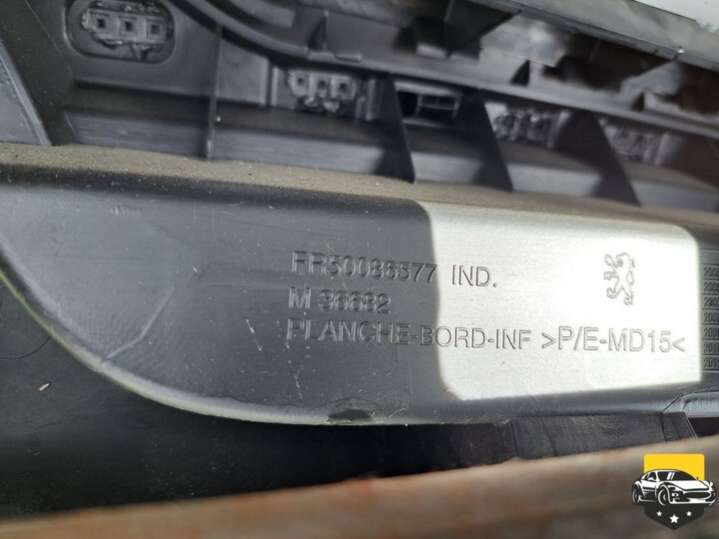 FR50086577 IND.
M 36682
PLANCHE-BORD-INF >P/E-MD15<